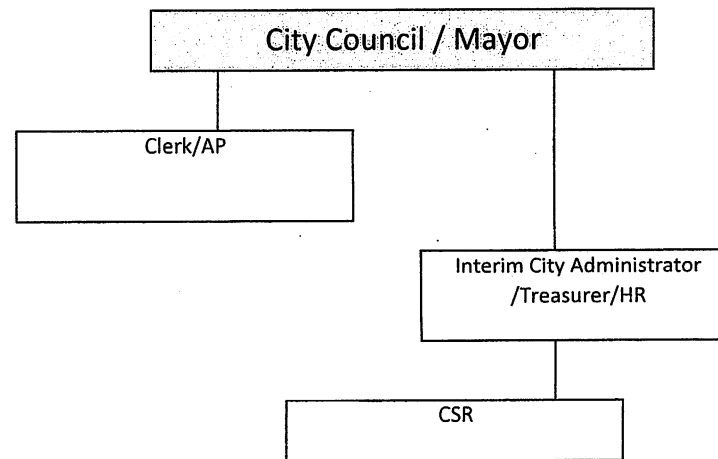 City Council / Mayor
Clerk/AP
Interim City Administrator
/Treasurer/HR
CSR